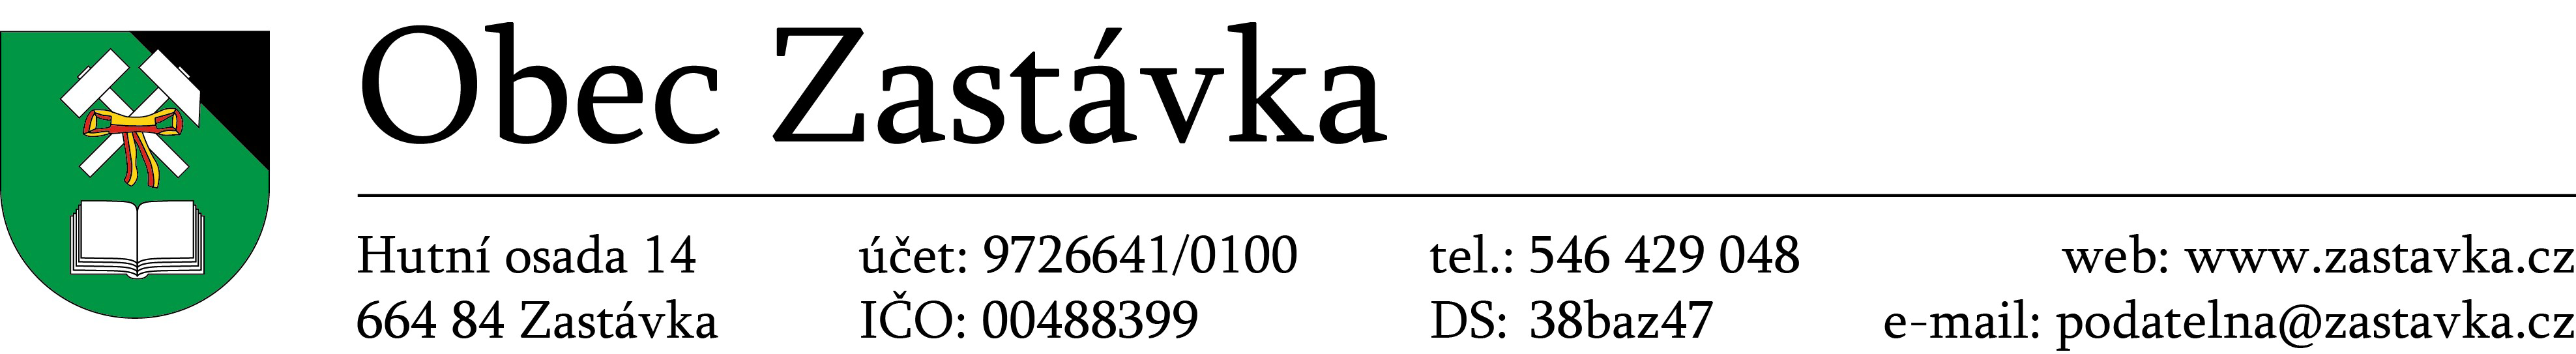 Obec Zastávka
Hutní osada 14 účet: 9726641/0100 tel.: 546 429 048 web: www.zastavka.cz
664 84 Zastávka IČO: 00488399 DS: 38baz47 e-mail: podatelna@zastavka.cz